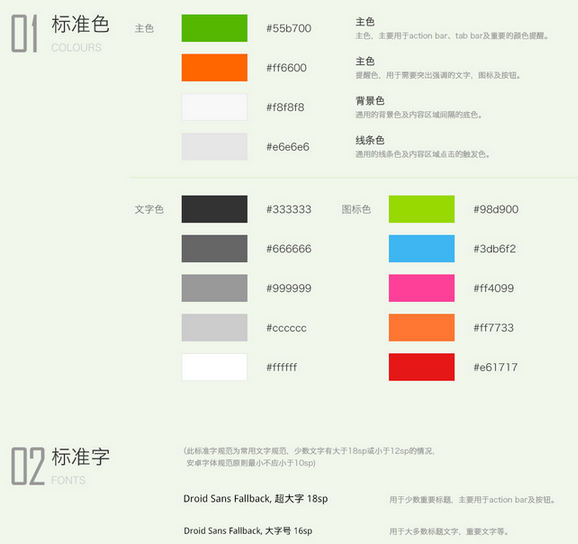 01 标准色
COLOURS
主色
#55b700
主色
主色，主要用于action bar、tab bar及重要的颜色提醒。
#ff6600
主色
提醒色，用于需要突出强调的文字，图标及按钮。
#f8f8f8
背景色
通用的背景色及内容区域间隔的底色。
#e6e6e6
线条色
通用的线条色及内容区域点击的触发色。
文字色
#333333
#666666
#999999
#cccccc
#ffffff
图标色
#98d900
#3db6f2
#ff4099
#ff7733
#e61717
02 标准字
FONTS
(此标准字规范为常用文字规范，少数文字有大于18sp或小于12sp的情况，
安卓字体规范原则最小不应小于10sp)
Droid Sans Fallback, 超大字 18sp
用于少数重要标题，主要用于action bar及按钮。
Droid Sans Fallback, 大字号 16sp
用于大多数标题文字，重要文字等。